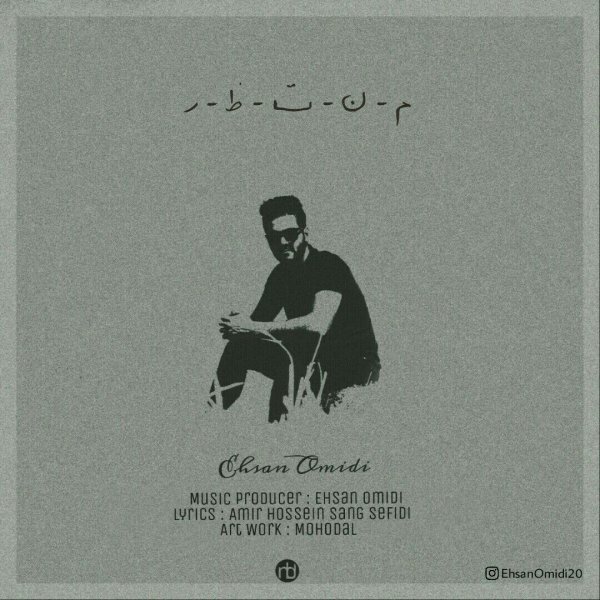 م - ن - ت - ظ - ر
Ehsan Omidi
Music Producer : Ehsan Omidi
Lyrics : Amir Hossein Sang Sefidi
Art Work : Mohodal
EhsanOmidi20